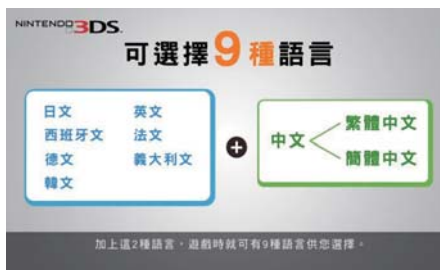 NINTENDO3DS.
可選擇9種語言
日文 英文
西班牙文 法文
德文 義大利文
韓文
中文
繁體中文
簡體中文
加上這2種語言，遊戲時就可有9種語言供您選擇。